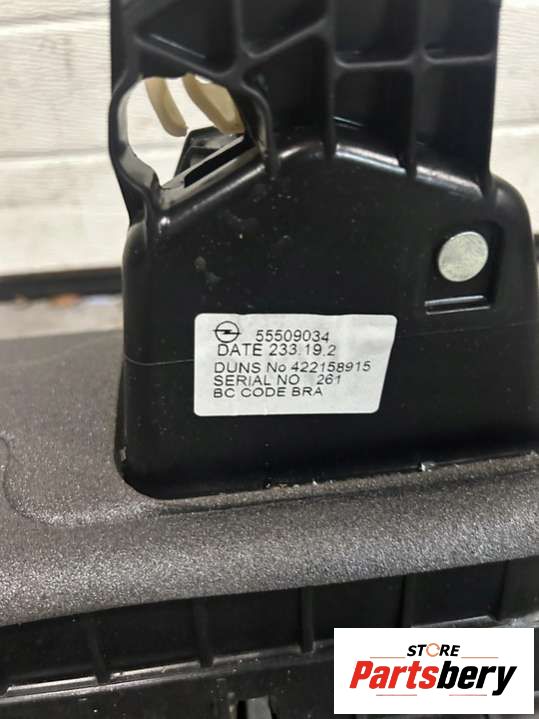 55509034
DATE 233.19.2
DUNS No 422158915
SERIAL NO 261
BC CODE BRA
STORE
Partsbery